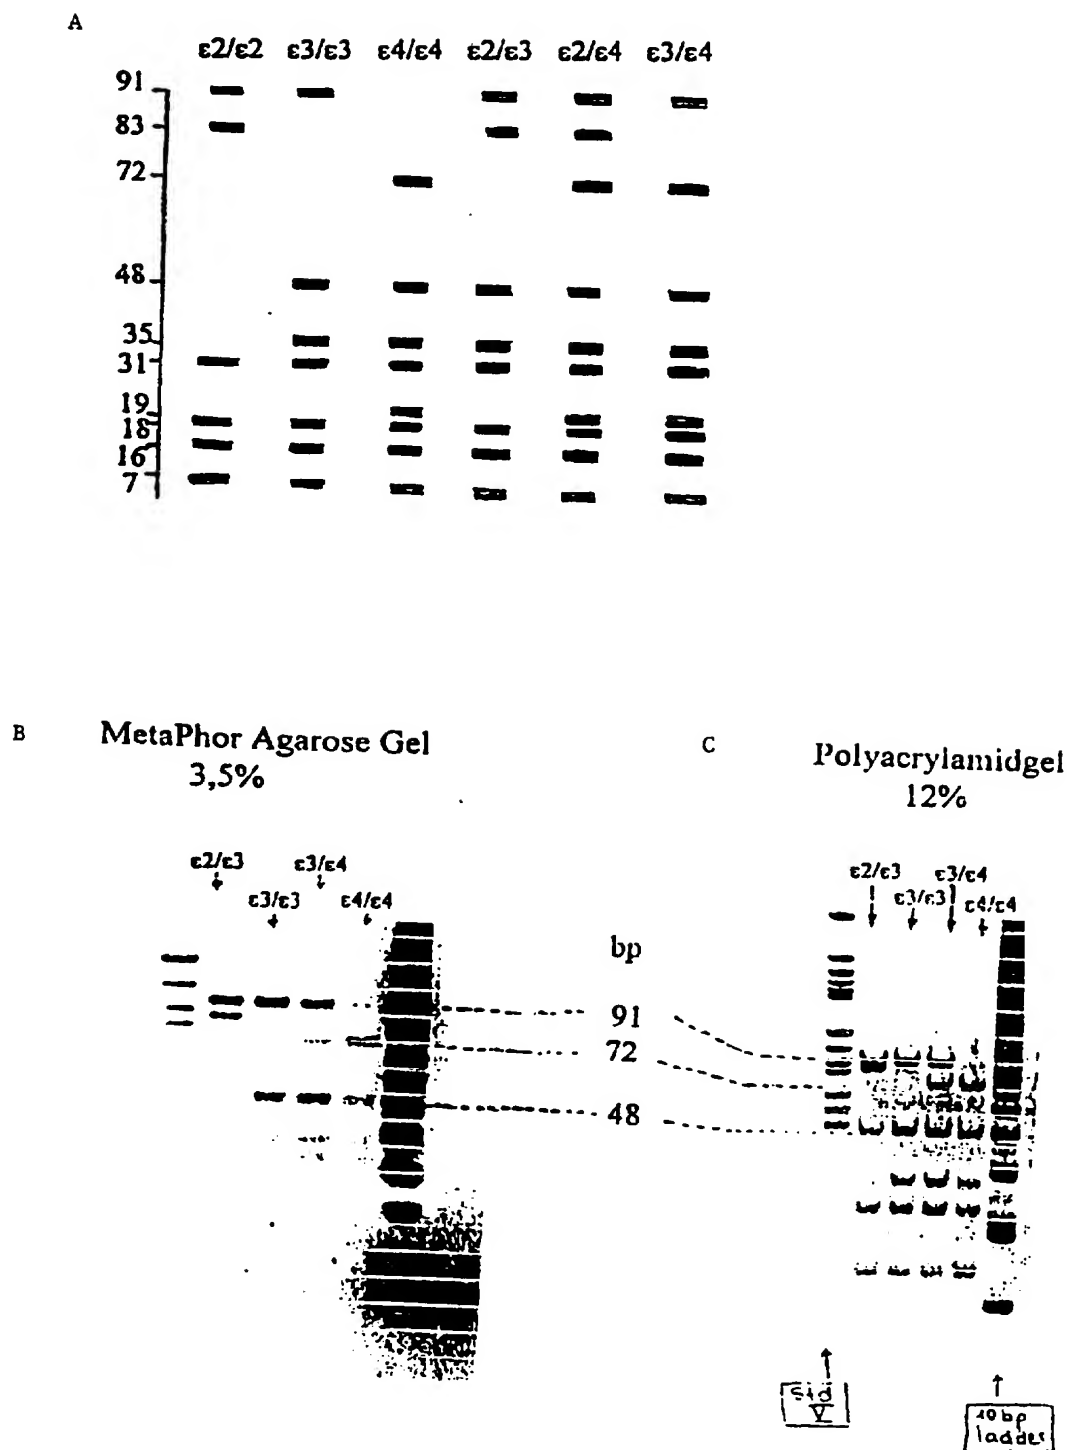 A
ε2/ε2 ε3/ε3 ε4/ε4 ε2/ε3 ε2/ε4 ε3/ε4
91
83
72
48
35
31
19
18
16
7
B
MetaPhor Agarose Gel
3,5%
ε2/ε3 ε3/ε4
ε3/ε3 ε4/ε4
bp
91
72
48
C
Polyacrylamidgel
12%
ε2/ε3 ε3/ε4
ε3/ε3 ε4/ε4
Std
V
10bp
ladder